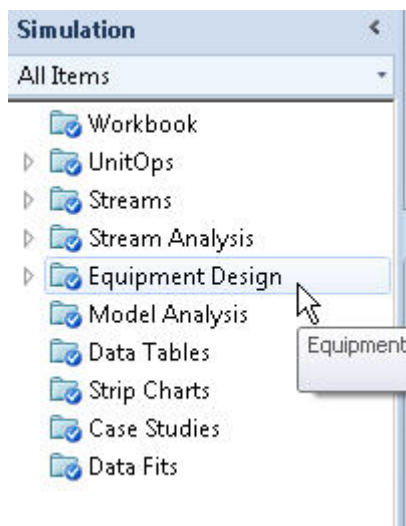 Simulation
All Items
Workbook
UnitOps
Streams
Stream Analysis
Equipment Design
Model Analysis
Data Tables
Equipment
Strip Charts
Case Studies
Data Fits